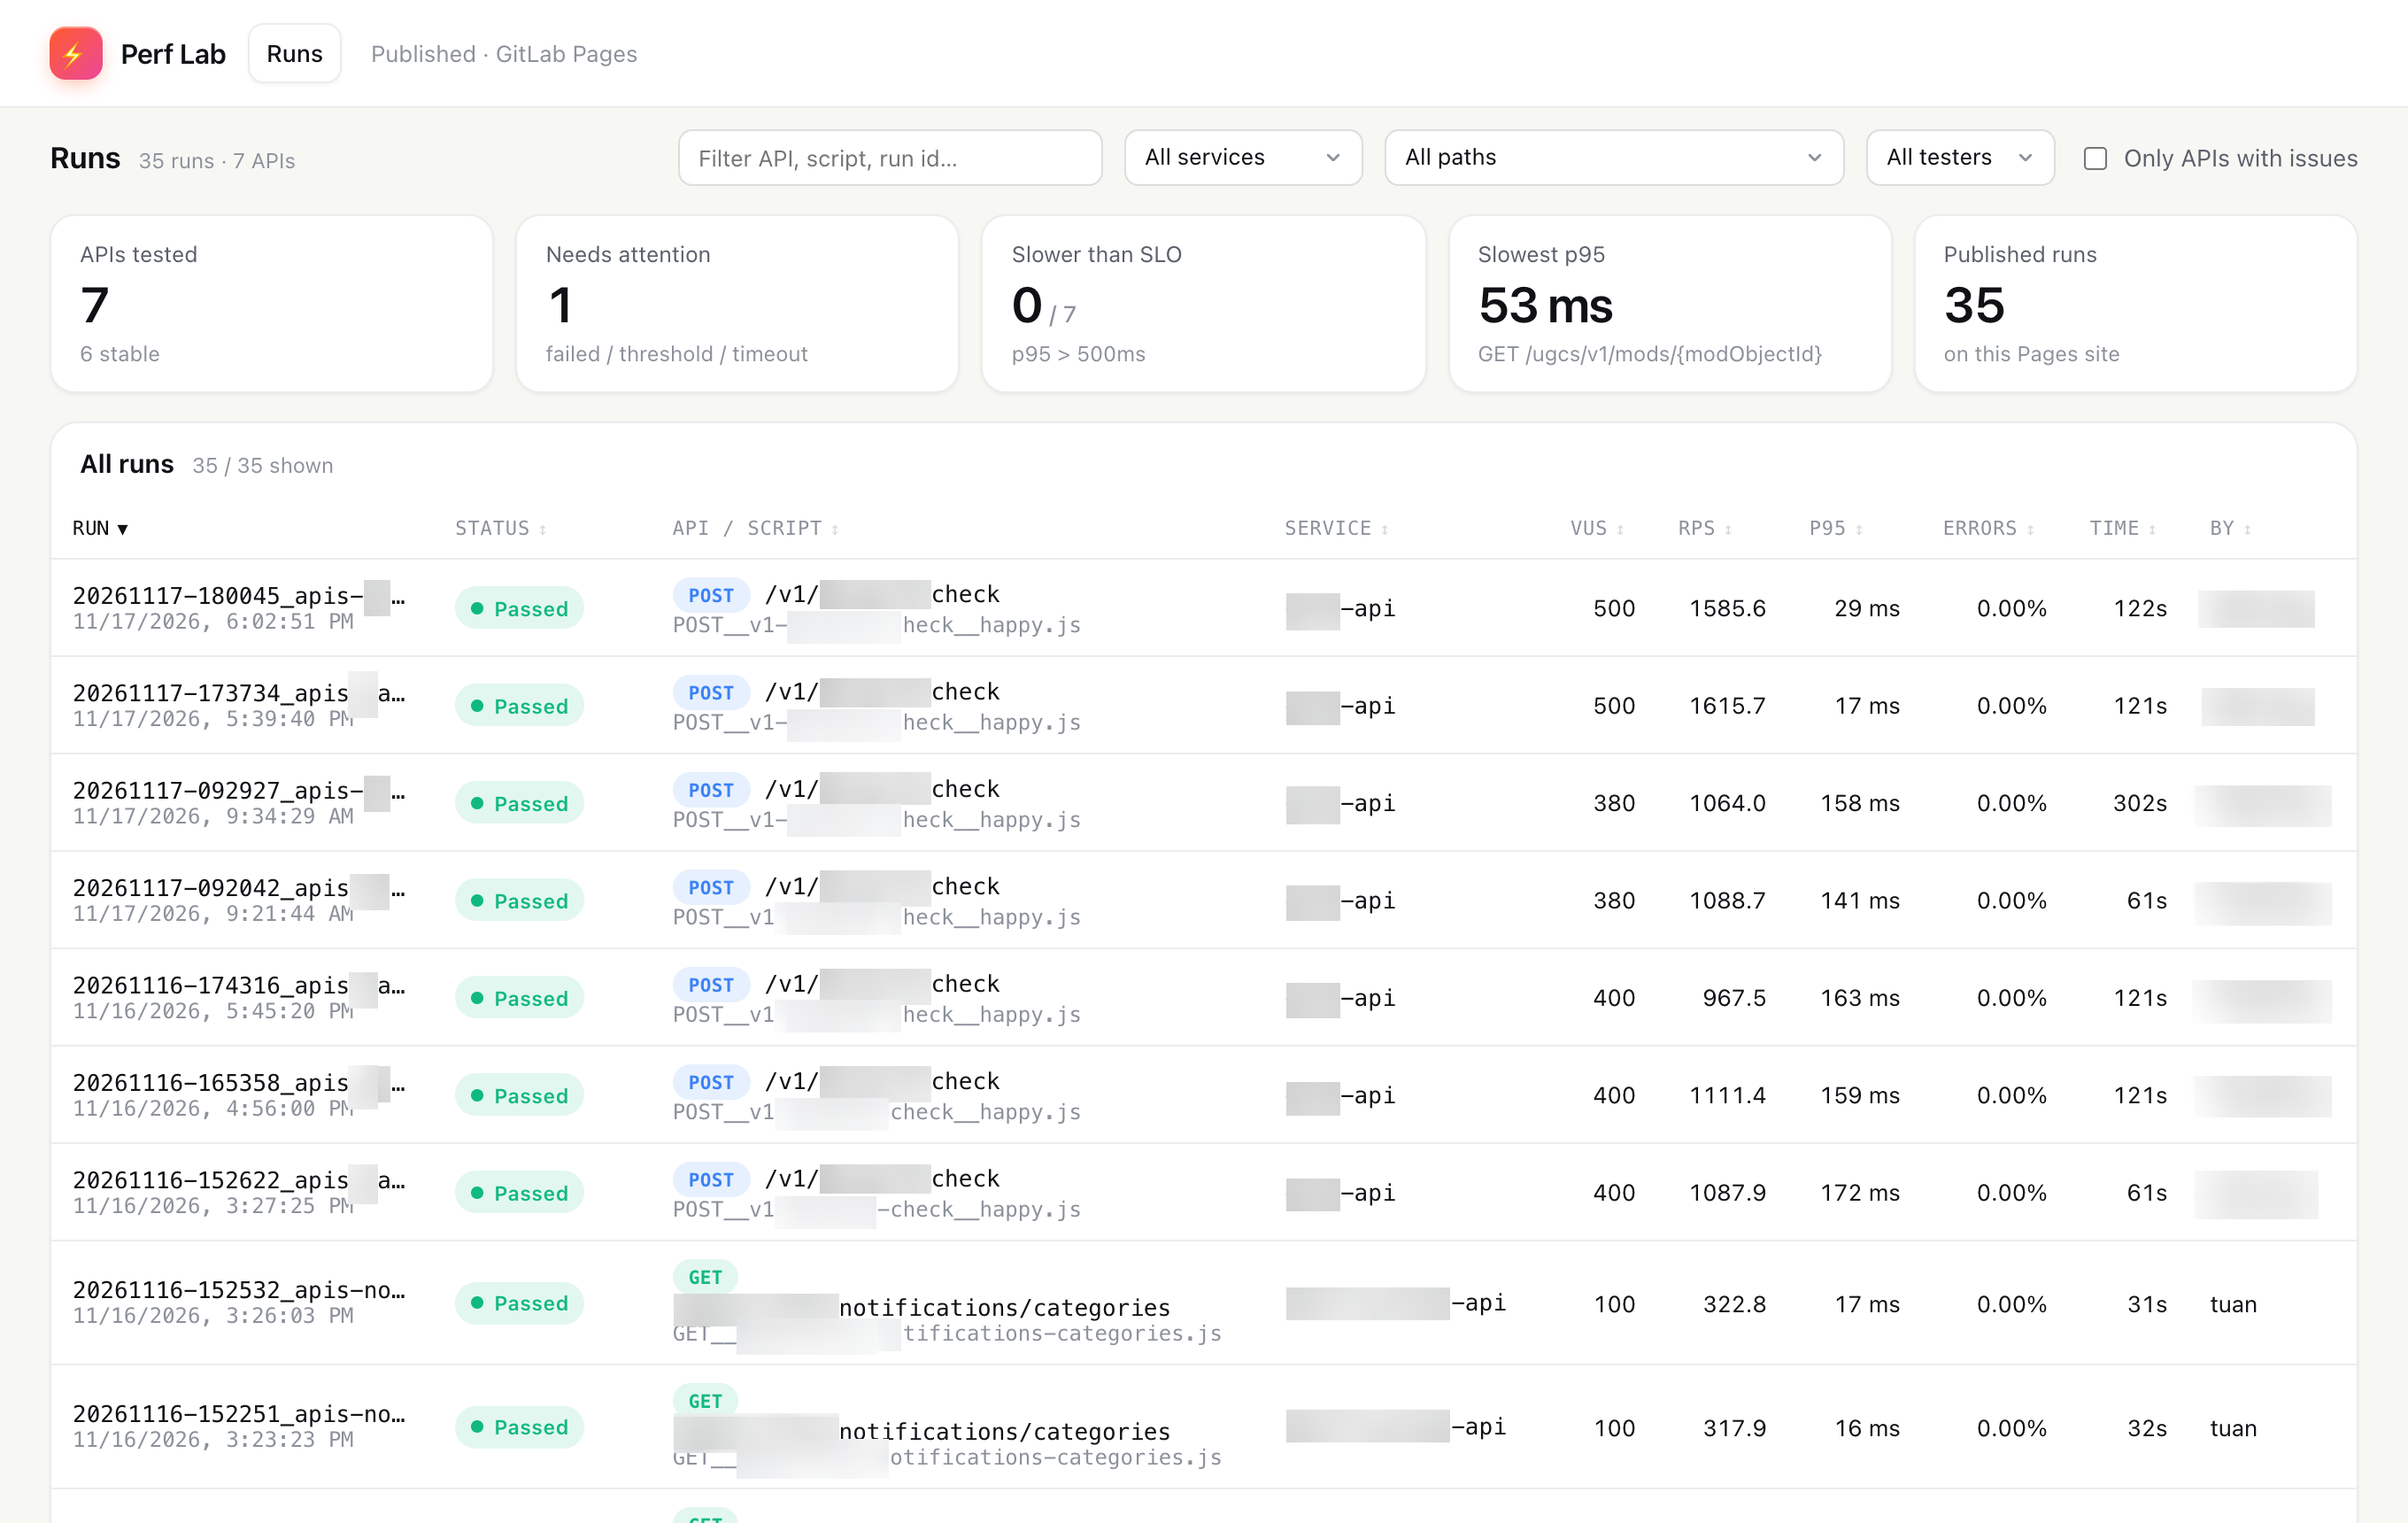 Perf Lab Runs Published · GitLab Pages
Runs 35 runs · 7 APIs Filter API, script, run id... All services All paths All testers Only APIs with issues
APIs tested Needs attention Slower than SLO Slowest p95 Published runs
7 1 0 / 7 53 ms 35
6 stable failed / threshold / timeout p95 > 500ms GET /ugcs/v1/mods/{modObjectId} on this Pages site
All runs 35 / 35 shown
RUN ▼ STATUS ↕ API / SCRIPT ↕ SERVICE ↕ VUS ↕ RPS ↕ P95 ↕ ERRORS ↕ TIME ↕ BY ↕
20261117-180045_apis-… Passed POST /v1/ check -api 500 1585.6 29 ms 0.00% 122s
11/17/2026, 6:02:51 PM POST__v1- heck__happy.js
20261117-173734_apis a… Passed POST /v1/ check -api 500 1615.7 17 ms 0.00% 121s
11/17/2026, 5:39:40 PM POST__v1- heck__happy.js
20261117-092927_apis-… Passed POST /v1/ check -api 380 1064.0 158 ms 0.00% 302s
11/17/2026, 9:34:29 AM POST__v1- heck__happy.js
20261117-092042_apis … Passed POST /v1/ check -api 380 1088.7 141 ms 0.00% 61s
11/17/2026, 9:21:44 AM POST__v1 heck__happy.js
20261116-174316_apis a… Passed POST /v1/ check -api 400 967.5 163 ms 0.00% 121s
11/16/2026, 5:45:20 PM POST__v1 heck__happy.js
20261116-165358_apis … Passed POST /v1/ check -api 400 1111.4 159 ms 0.00% 121s
11/16/2026, 4:56:00 PM POST__v1 check__happy.js
20261116-152622_apis a… Passed POST /v1/ check -api 400 1087.9 172 ms 0.00% 61s
11/16/2026, 3:27:25 PM POST__v1 -check__happy.js
GET
20261116-152532_apis-no… Passed notifications/categories -api 100 322.8 17 ms 0.00% 31s tuan
11/16/2026, 3:26:03 PM GET__ tifications-categories.js
GET
20261116-152251_apis-no… Passed notifications/categories -api 100 317.9 16 ms 0.00% 32s tuan
11/16/2026, 3:23:23 PM GET__ otifications-categories.js
GET